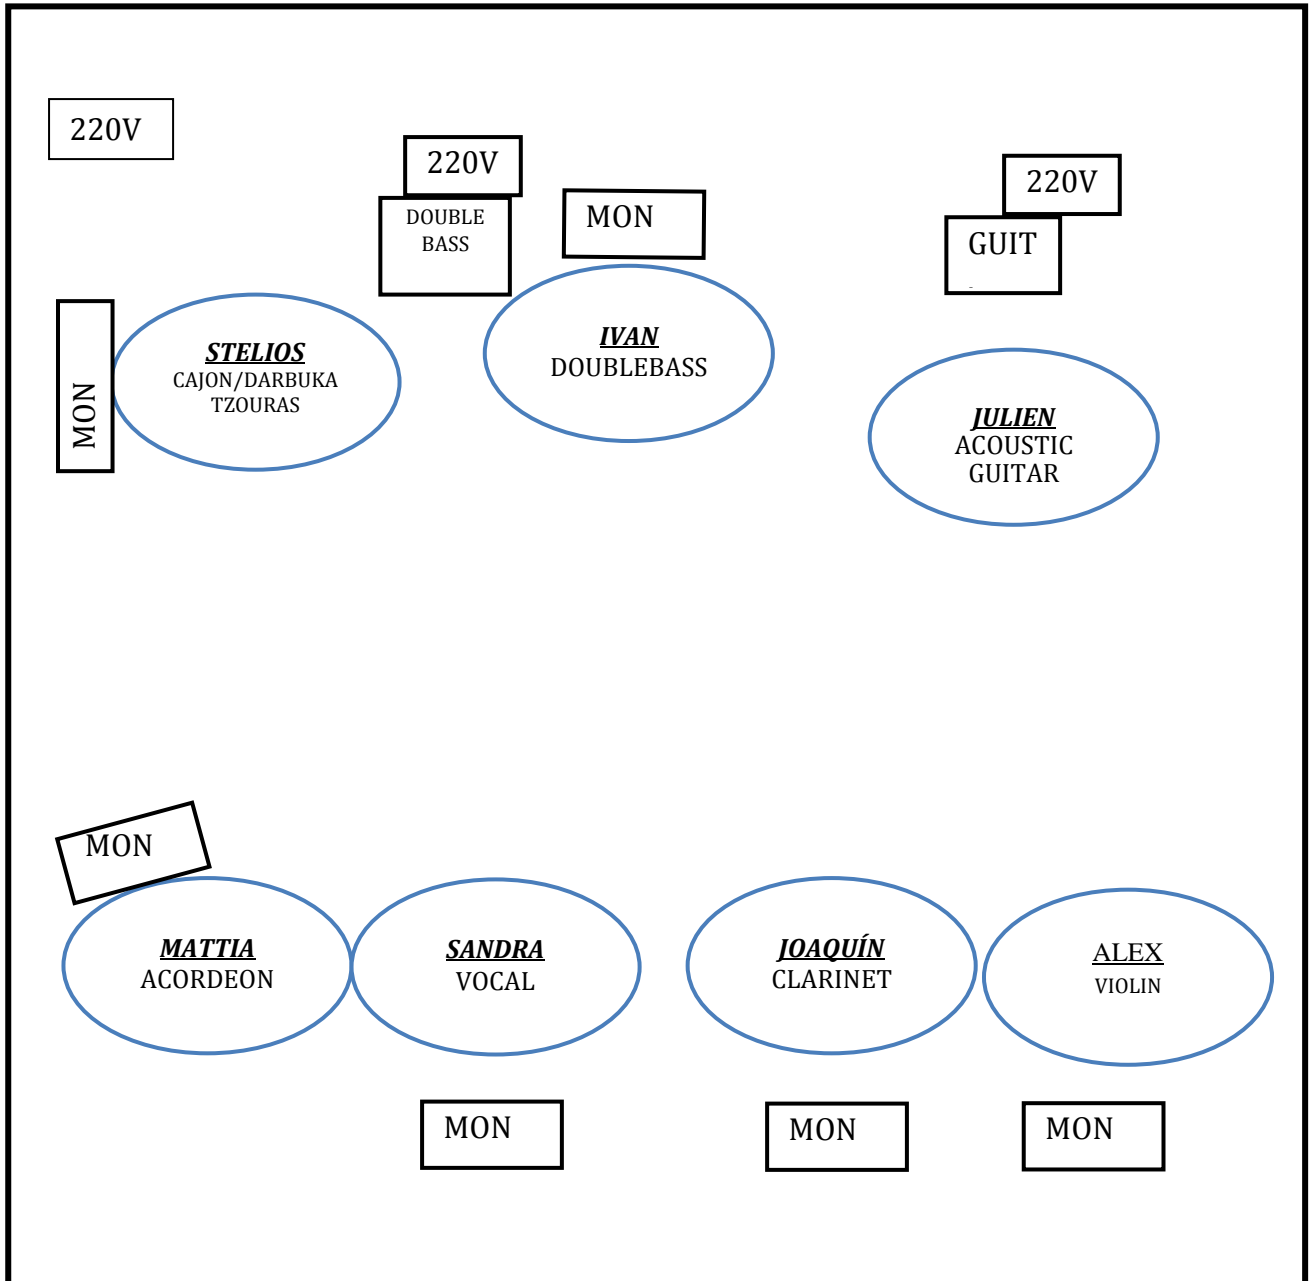 220V
220V
DOUBLE
BASS
MON
220V
GUIT
MON
STELIOS
CAJON/DARBUKA
TZOURAS
IVAN
DOUBLEBASS
JULIEN
ACOUSTIC
GUITAR
MON
MATTIA
ACORDEON
SANDRA
VOCAL
JOAQUÍN
CLARINET
ALEX
VIOLIN
MON
MON
MON